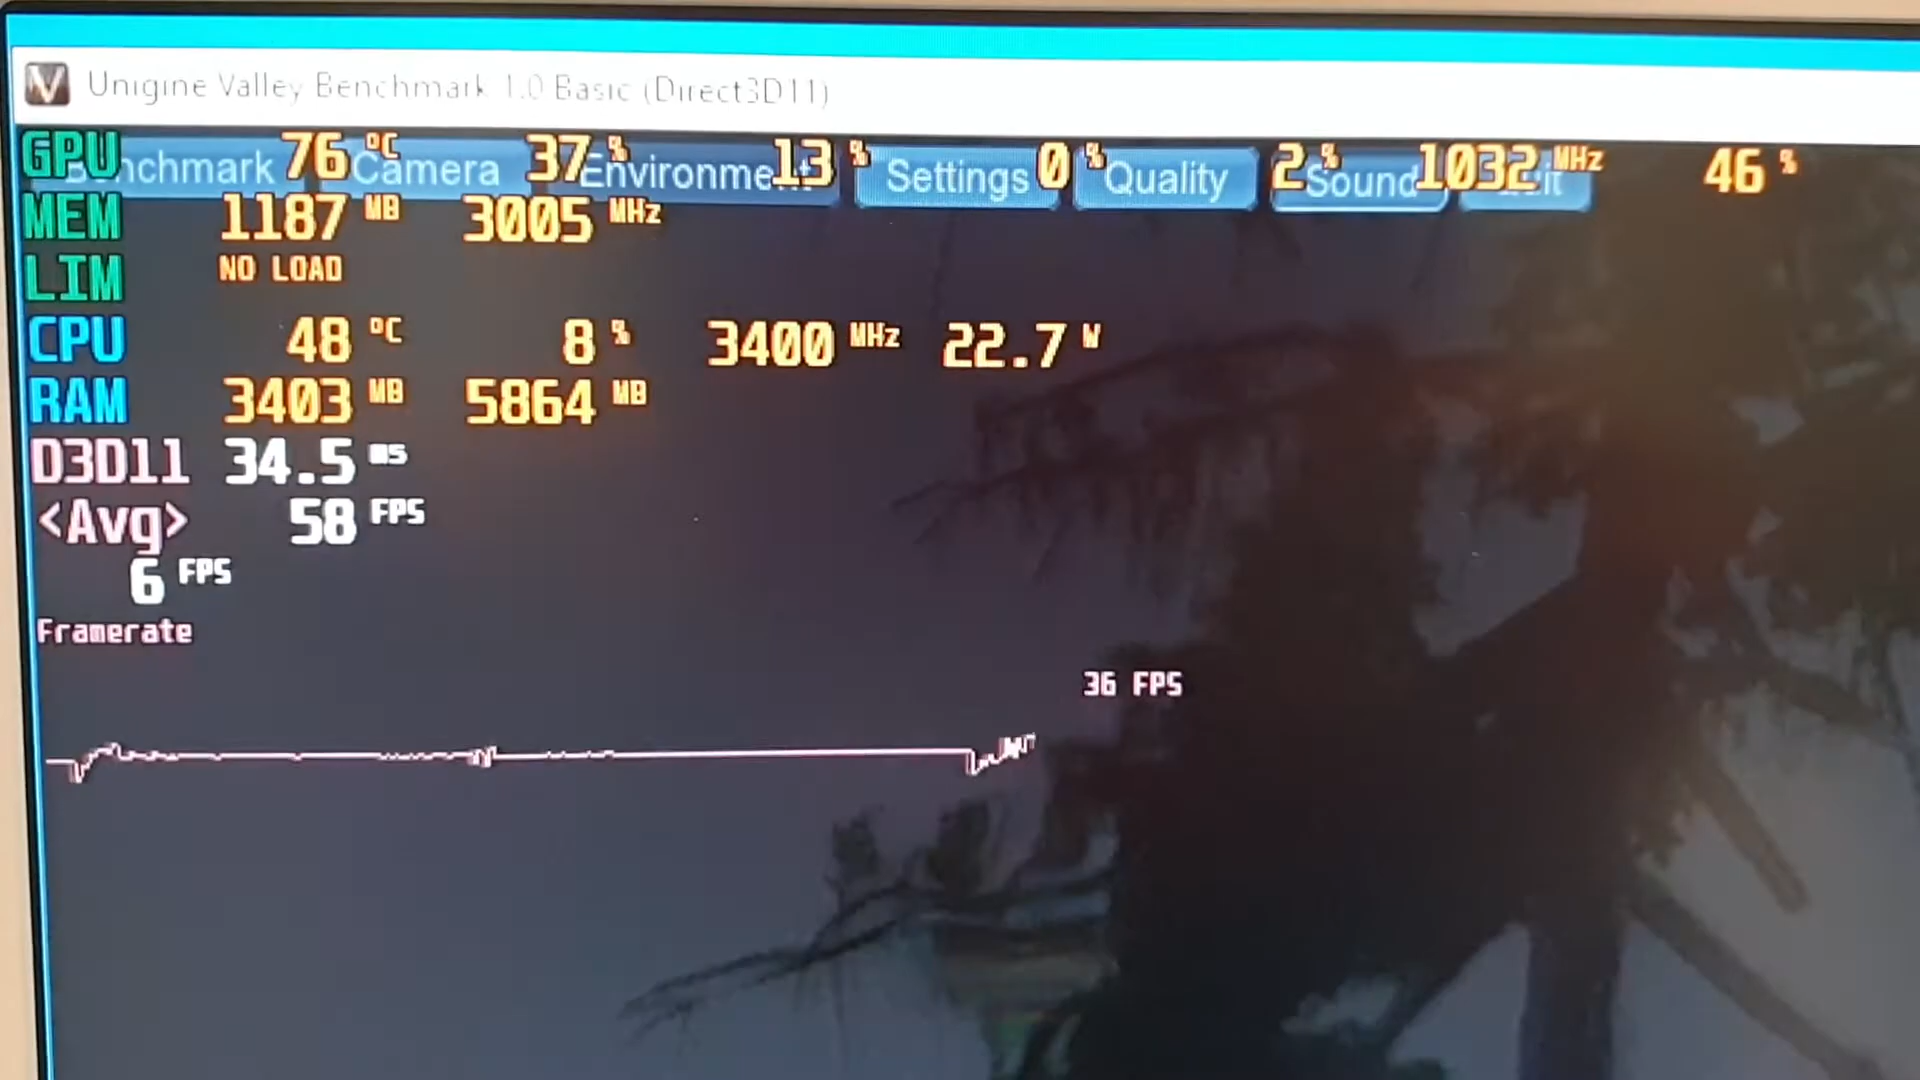 Unigine Valley Benchmark 1.0 Basic (Direct3D11)
GPU 76 °C 37 % 13 % 0 % 2 % 1032 MHz 46 %
nchmark Camera Environment Settings Quality Sound
MEM 1187 MB 3005 MHz
LIM NO LOAD
CPU 48 °C 8 % 3400 MHz 22.7 W
RAM 3403 MB 5864 MB
D3D11 34.5 ms
<Avg> 58 FPS
6 FPS
Framerate
36 FPS